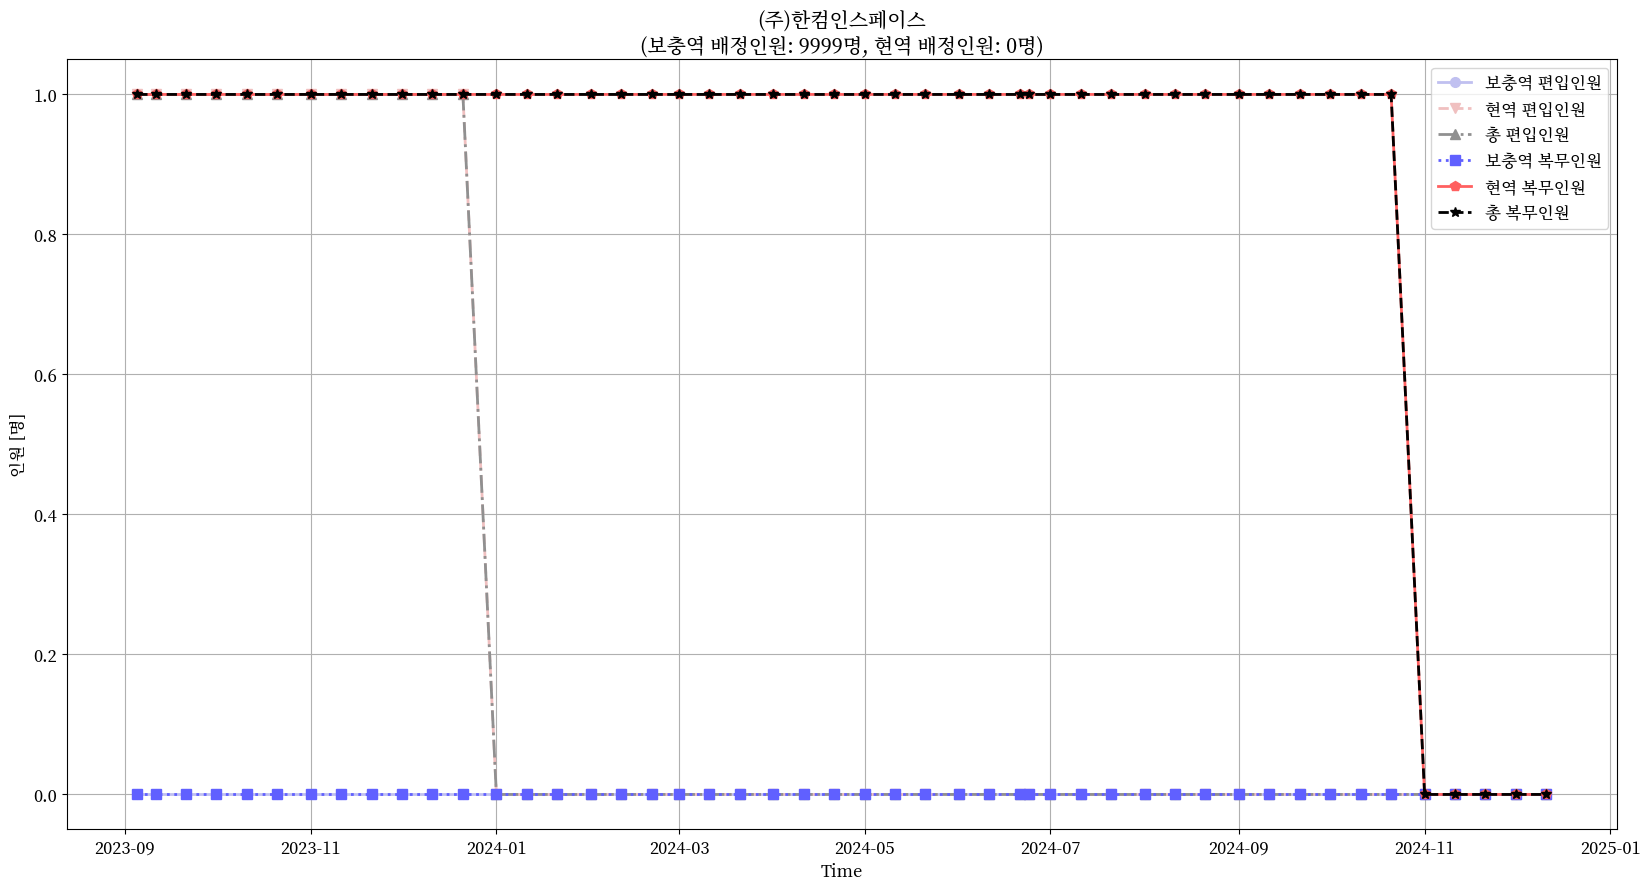 (주)한컴인스페이스
(보충역 배정인원: 9999명, 현역 배정인원: 0명)
보충역 편입인원
현역 편입인원
총 편입인원
보충역 복무인원
현역 복무인원
총 복무인원
인원 [명]
1.0
0.8
0.6
0.4
0.2
0.0
2023-09 2023-11 2024-01 2024-03 2024-05 2024-07 2024-09 2024-11 2025-01
Time